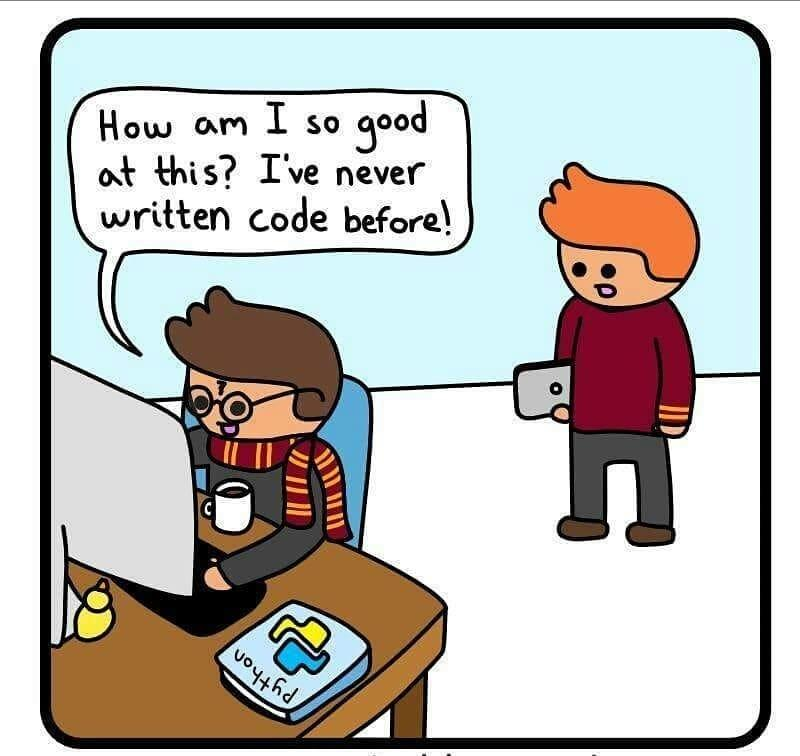 How am I so good
at this? I've never
written code before!
python